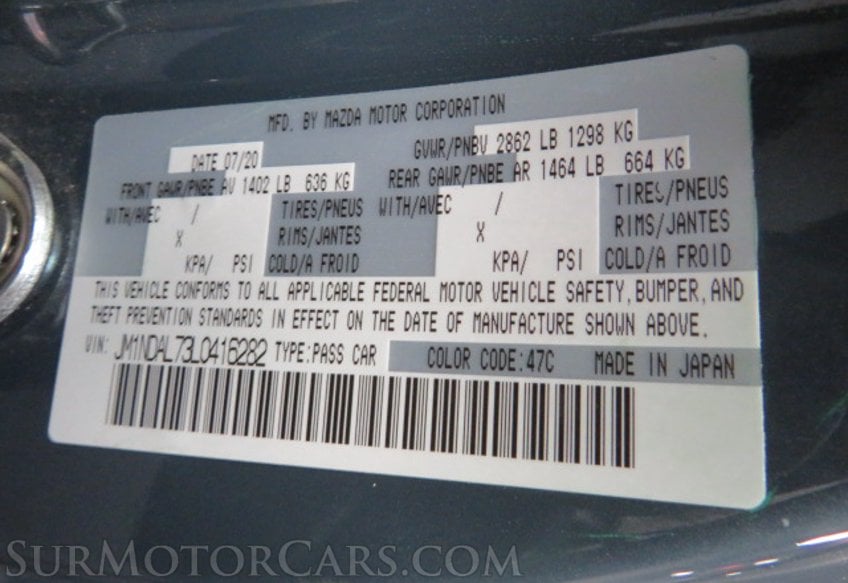 MFD. BY MAZDA MOTOR CORPORATION
DATE 07/20 GVWR/PNBV 2862 LB 1298 KG
FRONT GAWR/PNBE AV 1402 LB 636 KG REAR GAWR/PNBE AR 1464 LB 664 KG
WITH/AVEC / TIRES/PNEUS WITH/AVEC / TIRES/PNEUS
X RIMS/JANTES X RIMS/JANTES
KPA/ PSI COLD/A FROID KPA/ PSI COLD/A FROID
THIS VEHICLE CONFORMS TO ALL APPLICABLE FEDERAL MOTOR VEHICLE SAFETY, BUMPER, AND
THEFT PREVENTION STANDARDS IN EFFECT ON THE DATE OF MANUFACTURE SHOWN ABOVE.
VIN: JM1NDAL73L0416282 TYPE:PASS CAR COLOR CODE:47C MADE IN JAPAN
SURMOTORCARS.COM